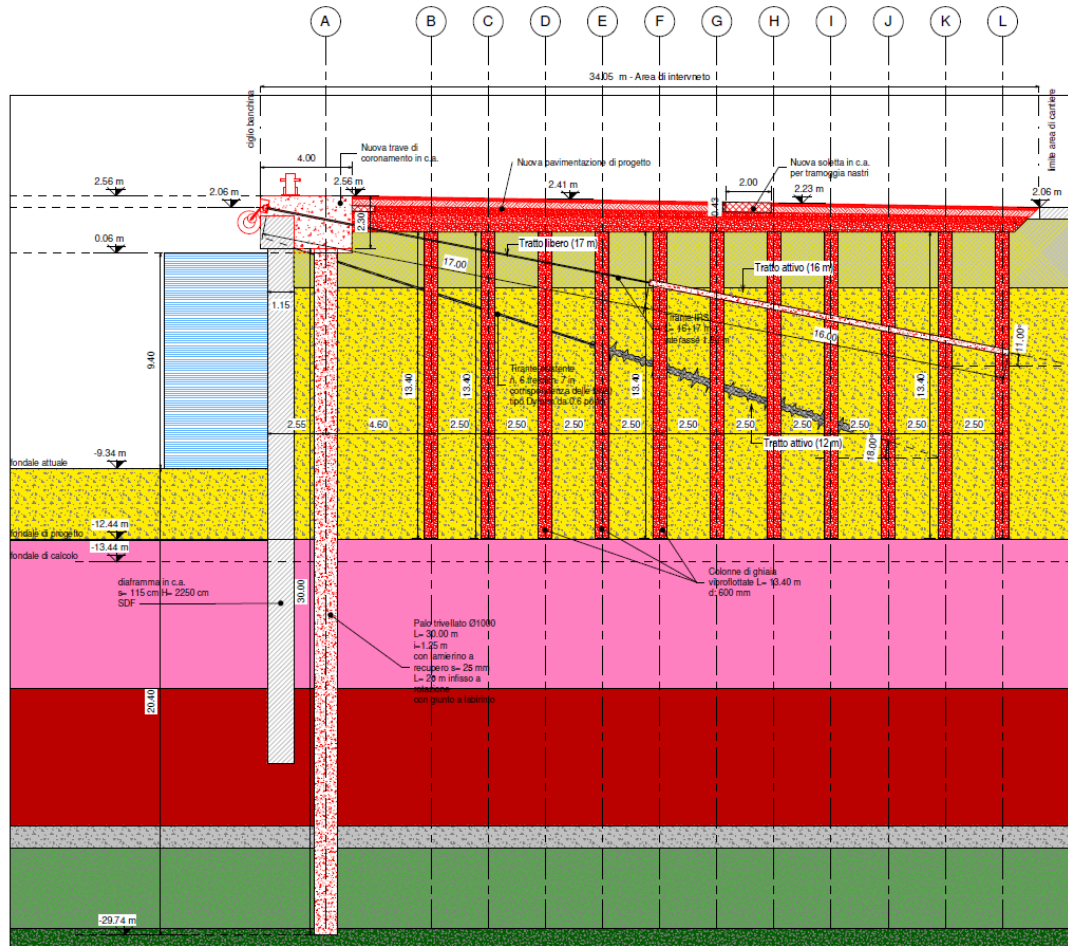 A B C D E F G H I J K L
34.05 m - Area di intervneto
ciglio banchina
limite area di cantiere
4.00
Nuova trave di
coronamento in c.a.
Nuova pavimentazione di progetto
Nuova soletta in c.a.
per tramoggia nastri
2.00
2.56 m
2.06 m
2.56 m
2.41 m
2.23 m
2.06 m
0.43
2.30
0.06 m
Tratto libero (17 m)
17.00
Tratto attivo (16 m)
16.00
11.00°
1.15
9.40
13.40
13.40
13.40
13.40
Tirante esistente
2.55
4.60
2.50
2.50
2.50
2.50
2.50
2.50
2.50
2.50
2.50
2.50
Tratto attivo (12 m)
18.00°
fondale attuale
-9.34 m
-12.44 m
fondale di progetto
-13.44 m
fondale di calcolo
diaframma in c.a.
s= 115 cm H= 2250 cm
SDF
30.00
Colonne di ghiaia
vibroflottate L= 13.40 m
d: 600 mm
Palo trivellato Ø1000
L= 30.00 m
i=1.25 m
con lamierino a
recupero s= 25 mm
L= 20 m infisso a
rotazione
con giunto a labirinto
20.40
-29.74 m